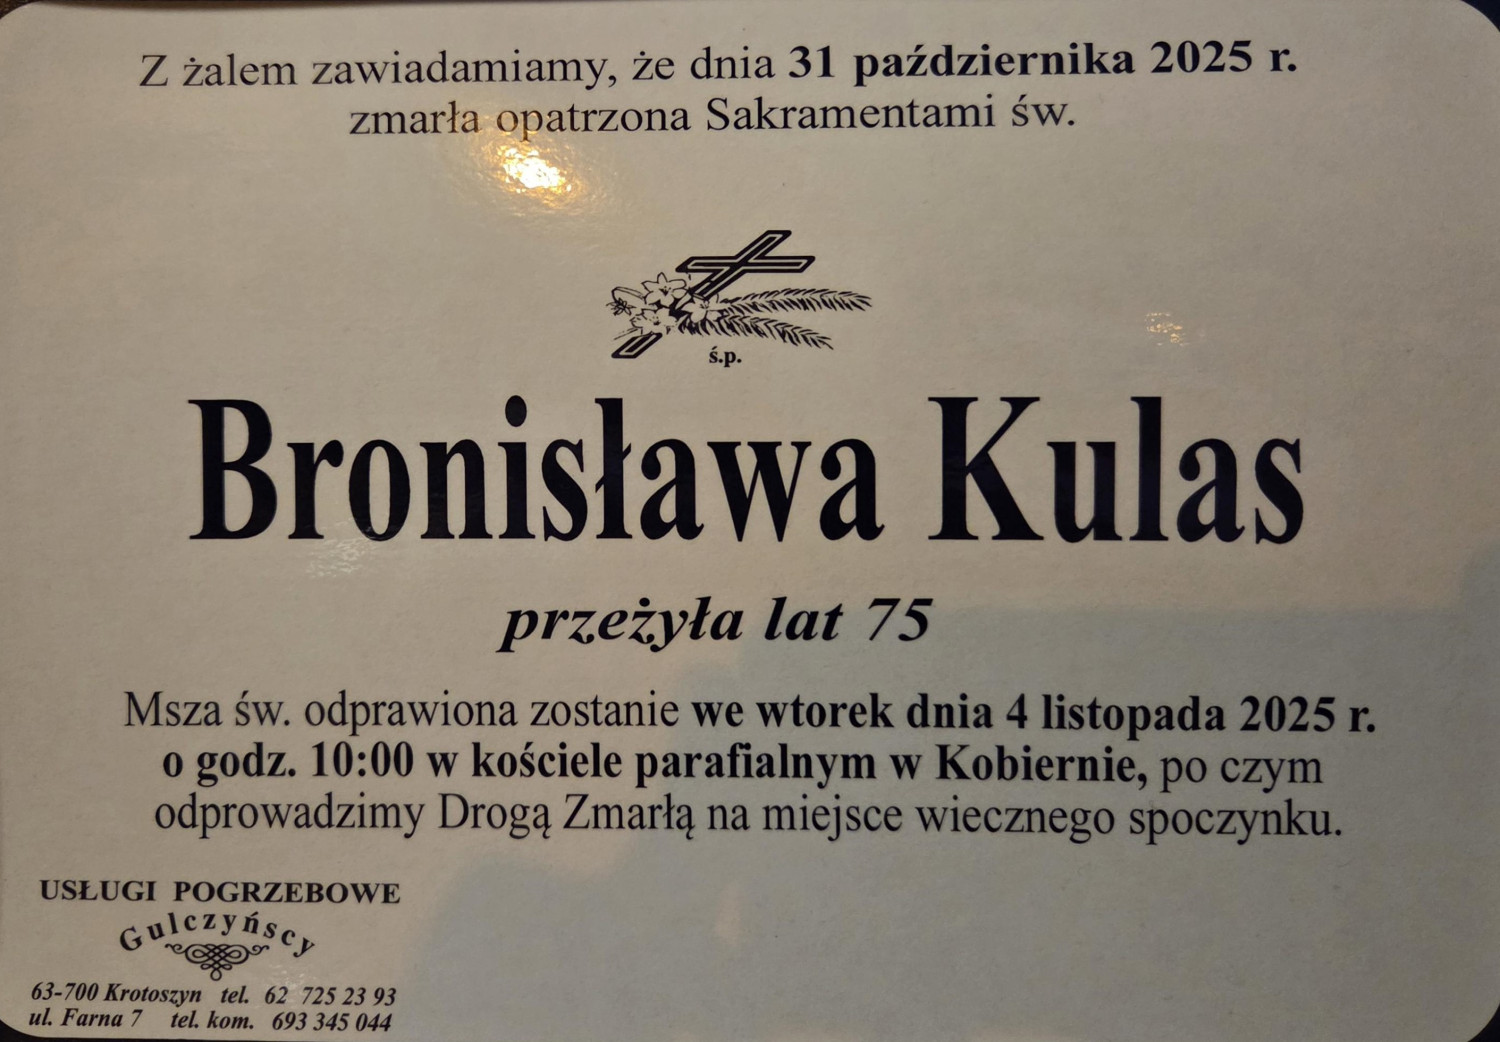 Z żalem zawiadamiamy, że dnia 31 października 2025 r.
zmarła opatrzona Sakramentami św.
ś.p.
Bronisława Kulas
przeżyła lat 75
Msza św. odprawiona zostanie we wtorek dnia 4 listopada 2025 r.
o godz. 10:00 w kościele parafialnym w Kobiernie, po czym
odprowadzimy Drogą Zmarłą na miejsce wiecznego spoczynku.
USŁUGI POGRZEBOWE
Gulczyńscy
63-700 Krotoszyn tel. 62 725 23 93
ul. Farna 7 tel. kom. 693 345 044